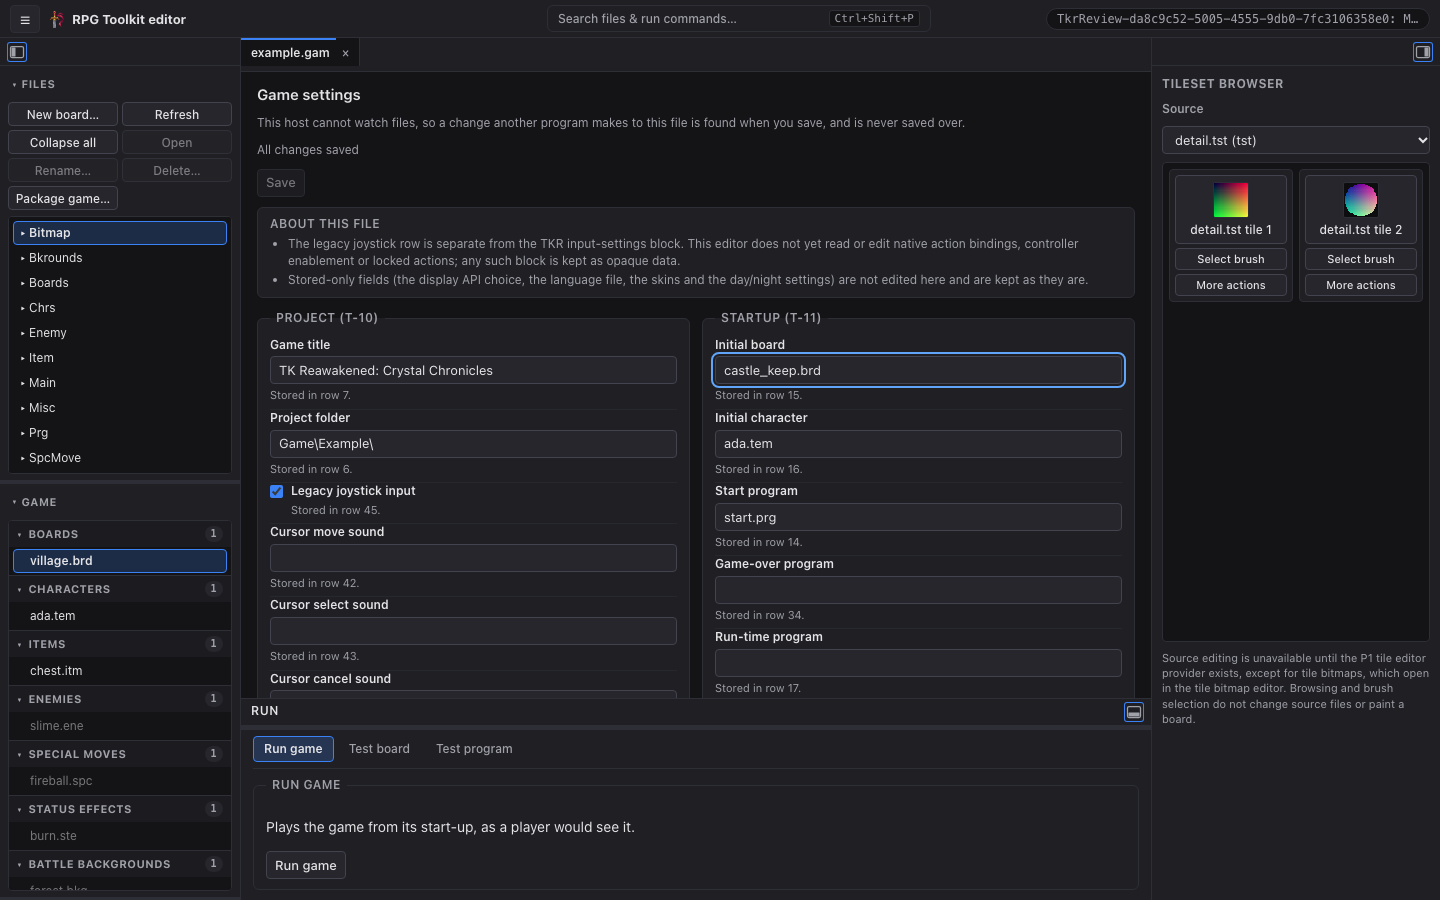 RPG Toolkit editor
Search files & run commands...
Ctrl+Shift+P
TkrReview-da8c9c52-5005-4555-9db0-7fc3106358e0: M…
FILES
New board...
Refresh
Collapse all
Open
Rename...
Delete...
Package game...
Bitmap
Bkrounds
Boards
Chrs
Enemy
Item
Main
Misc
Prg
SpcMove
GAME
BOARDS 1
village.brd
CHARACTERS 1
ada.tem
ITEMS 1
chest.itm
ENEMIES 1
slime.ene
SPECIAL MOVES 1
fireball.spc
STATUS EFFECTS 1
burn.ste
BATTLE BACKGROUNDS 1
forest.bkg
example.gam ×
Game settings
This host cannot watch files, so a change another program makes to this file is found when you save, and is never saved over.
All changes saved
Save
ABOUT THIS FILE
• The legacy joystick row is separate from the TKR input-settings block. This editor does not yet read or edit native action bindings, controller
enablement or locked actions; any such block is kept as opaque data.
• Stored-only fields (the display API choice, the language file, the skins and the day/night settings) are not edited here and are kept as they are.
PROJECT (T-10)
Game title
TK Reawakened: Crystal Chronicles
Stored in row 7.
Project folder
Game\Example\
Stored in row 6.
Legacy joystick input
Stored in row 45.
Cursor move sound
Stored in row 42.
Cursor select sound
Stored in row 43.
Cursor cancel sound
STARTUP (T-11)
Initial board
castle_keep.brd
Stored in row 15.
Initial character
ada.tem
Stored in row 16.
Start program
start.prg
Stored in row 14.
Game-over program
Stored in row 34.
Run-time program
Stored in row 17.
RUN
Run game
Test board
Test program
RUN GAME
Plays the game from its start-up, as a player would see it.
Run game
TILESET BROWSER
Source
detail.tst (tst)
detail.tst tile 1
Select brush
More actions
detail.tst tile 2
Select brush
More actions
Source editing is unavailable until the P1 tile editor
provider exists, except for tile bitmaps, which open
in the tile bitmap editor. Browsing and brush
selection do not change source files or paint a
board.